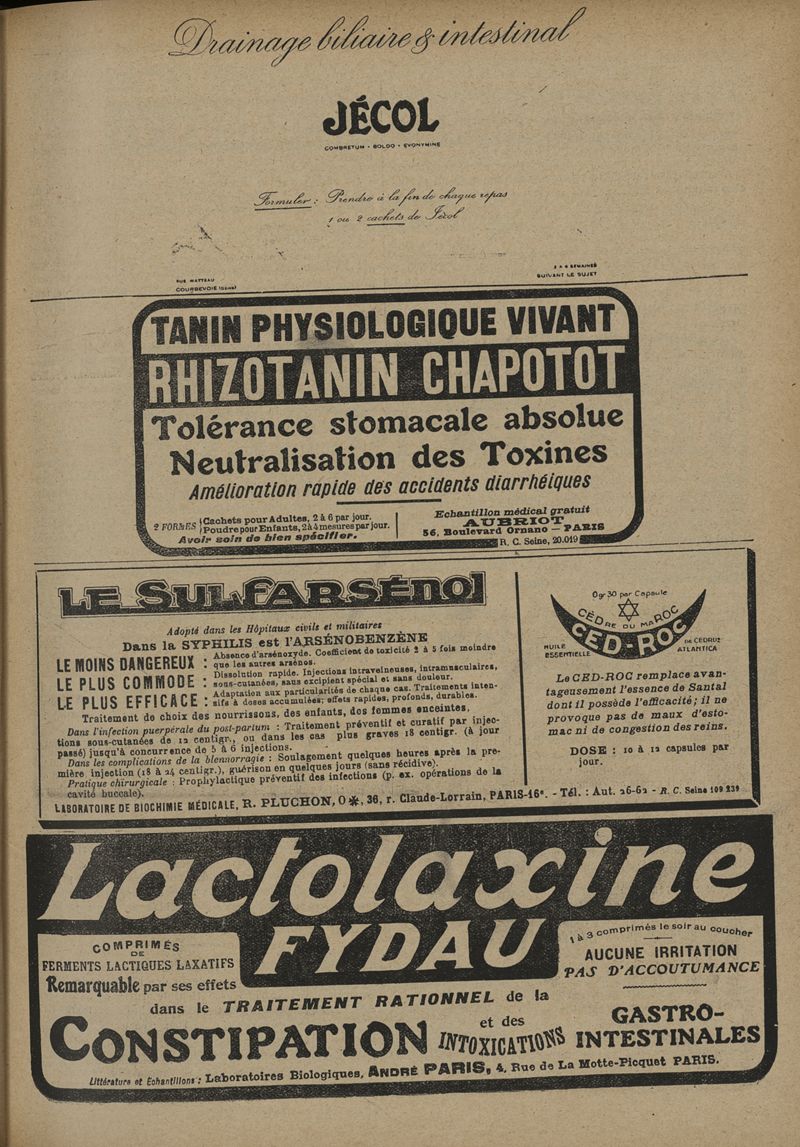 Drainage biliaire & intestinal
JÉCOL
COMBRETUM - BOLDO - EVONYMINE
Formuler : Prendre à la fin de chaque repas
1 ou 2 cachets de Jécol
RUE WATTEAU
COURBEVOIE (SEINE)
SEMAINES
SUIVANT LE SUJET
TANIN PHYSIOLOGIQUE VIVANT
RHIZOTANIN CHAPOTOT
Tolérance stomacale absolue
Neutralisation des Toxines
Amélioration rapide des accidents diarrhéiques
2 FORMES
Cachets pour Adultes, 2 à 6 par jour.
Poudre pour Enfants, 2 à 4 mesures par jour.
Avoir soin de bien spécifier.
Echantillon médical gratuit
AUBRIOT
56, Boulevard Ornano - PARIS
R. C. Seine, 20.019
LE SULFARSÉNOL
Adopté dans les Hôpitaux civils et militaires
Dans la SYPHILIS est l'ARSÉNOBENZÈNE
LE MOINS DANGEREUX : Absence d'arsénoxyde. Coefficient de toxicité 2 à 5 fois moindre
que les autres arsénos.
LE PLUS COMMODE : Dissolution rapide. Injections intraveineuses, intramusculaires,
sous-cutanées, sans excipient spécial et sans douleur.
LE PLUS EFFICACE : Adaptation aux particularités de chaque cas. Traitements inten-
sifs à doses accumulées; effets rapides, profonds, durables.
Traitement de choix des nourrissons, des enfants, des femmes enceintes.
Dans l'infection puerpérale du post-partum : Traitement préventif et curatif par injec-
tions sous-cutanées de 12 centigr., ou dans les cas plus graves 18 centigr. (à jour
passé) jusqu'à concurrence de 5 à 6 injections.
Dans les complications de la blennorragie : Soulagement quelques heures après la pre-
mière injection (18 à 24 centigr.), guérison en quelques jours (sans récidive).
Pratique chirurgicale : Prophylactique préventif des infections (p. ex. opérations de la
cavité buccale).
LABORATOIRE DE BIOCHIMIE MÉDICALE, R. PLUCHON, O ✻, 36, r. Claude-Lorrain, PARIS-16e. - Tél. : Aut. 26-62 - R. C. Seine 109 239
0 gr 30 par Capsule
CÈDRE DU MAROC
CED-ROC
HUILE
ESSENTIELLE
DE CEDRUS
ATLANTICA
Le CED-ROC remplace avan-
tageusement l'essence de Santal
dont il possède l'efficacité; il ne
provoque pas de maux d'esto-
mac ni de congestion des reins.
DOSE : 10 à 12 capsules par
jour.
Lactolaxine
FYDAU
COMPRIMÉS
DE
FERMENTS LACTIQUES LAXATIFS
1 à 3 comprimés le soir au coucher
AUCUNE IRRITATION
PAS D'ACCOUTUMANCE
Remarquable par ses effets
dans le TRAITEMENT RATIONNEL de la
CONSTIPATION et des INTOXICATIONS GASTRO-
INTESTINALES
Littérature et Échantillons : Laboratoires Biologiques, ANDRÉ PARIS, 4, Rue de La Motte-Picquet PARIS.